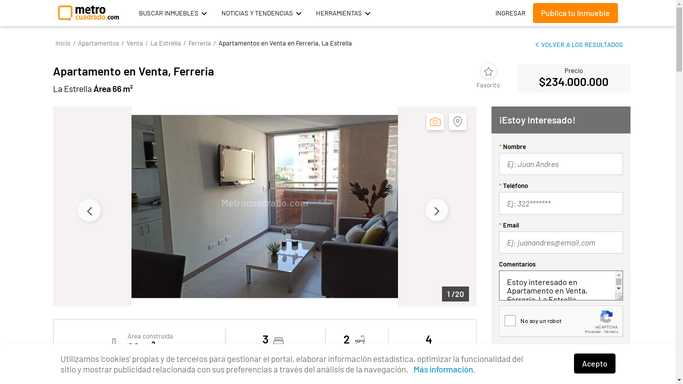 metro
cuadrado.com
BUSCAR INMUEBLES
NOTICIAS Y TENDENCIAS
HERRAMIENTAS
INGRESAR
Publica tu Inmueble
Inicio / Apartamentos / Venta / La Estrella / Ferreria / Apartamentos en Venta en Ferreria, La Estrella
VOLVER A LOS RESULTADOS
Apartamento en Venta, Ferreria
La Estrella Área 66 m²
Favorito
Precio
$234.000.000
Metrocuadrado.com
1 / 20
¡Estoy Interesado!
* Nombre
Ej: Juan Andres
* Teléfono
Ej: 322*******
* Email
Ej: juanandres@email.com
Comentarios
Estoy interesado en
Apartamento en Venta,
Ferreria, La Estrella
No soy un robot
reCAPTCHA
Privacidad - Términos
Área construida
3
2
4
Utilizamos 'cookies' propias y de terceros para gestionar el portal, elaborar información estadística, optimizar la funcionalidad del
sitio y mostrar publicidad relacionada con sus preferencias a través del análisis de la navegación. Más información.
Acepto